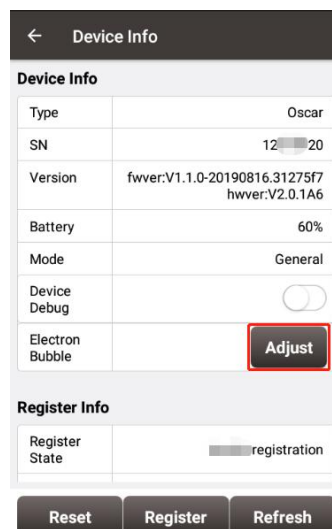 ← Device Info
Device Info
Type Oscar
SN 12 20
Version fwver:V1.1.0-20190816.31275f7
hwver:V2.0.1A6
Battery 60%
Mode General
Device
Debug
Electron
Bubble Adjust
Register Info
Register
State registration
Reset Register Refresh